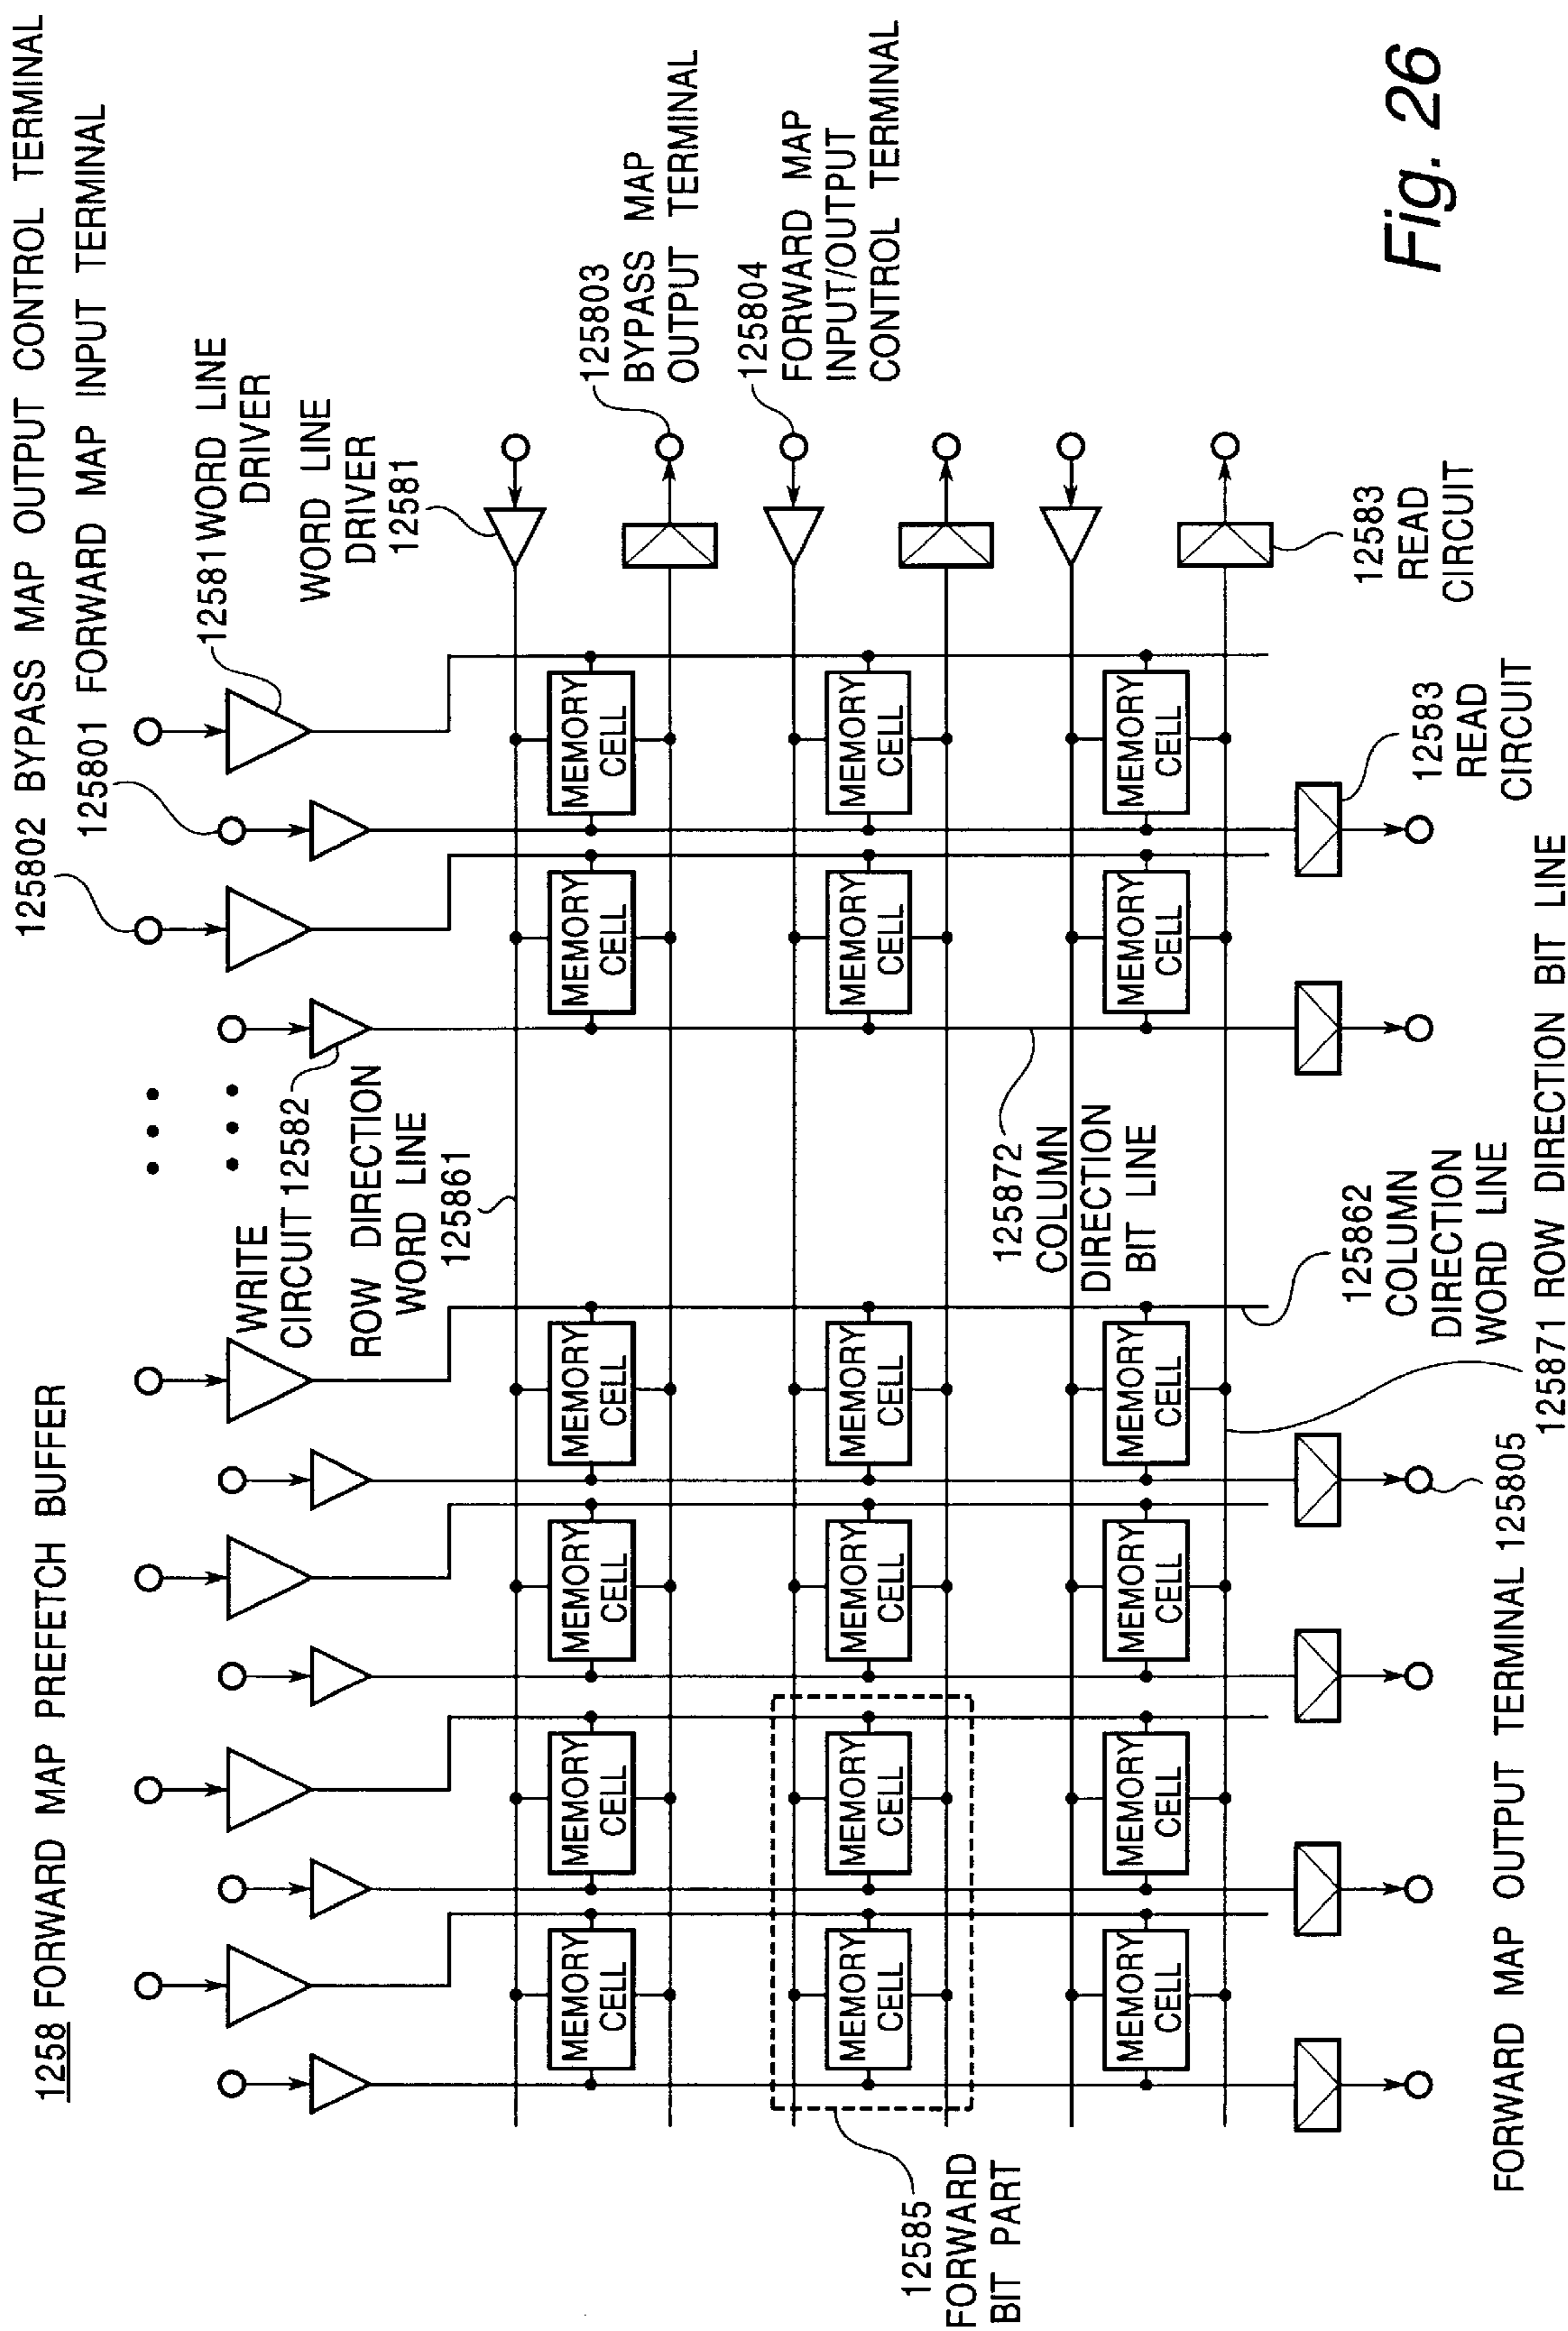 1258 FORWARD MAP PREFETCH BUFFER
125802 BYPASS MAP OUTPUT CONTROL TERMINAL
125801 FORWARD MAP INPUT TERMINAL
12581 WORD LINE
DRIVER
WORD LINE
DRIVER
12581
WRITE
CIRCUIT 12582
ROW DIRECTION
WORD LINE
125861
125803
BYPASS MAP
OUTPUT TERMINAL
125804
FORWARD MAP
INPUT/OUTPUT
CONTROL TERMINAL
MEMORY
CELL
MEMORY
CELL
MEMORY
CELL
MEMORY
CELL
MEMORY
CELL
MEMORY
CELL
MEMORY
CELL
MEMORY
CELL
MEMORY
CELL
MEMORY
CELL
MEMORY
CELL
MEMORY
CELL
MEMORY
CELL
MEMORY
CELL
MEMORY
CELL
MEMORY
CELL
MEMORY
CELL
MEMORY
CELL
12585
FORWARD
BIT PART
125872
COLUMN
DIRECTION
BIT LINE
12583
READ
CIRCUIT
12583
READ
CIRCUIT
125862
COLUMN
DIRECTION
WORD LINE
FORWARD MAP OUTPUT TERMINAL 125805
125871 ROW DIRECTION BIT LINE
Fig. 26